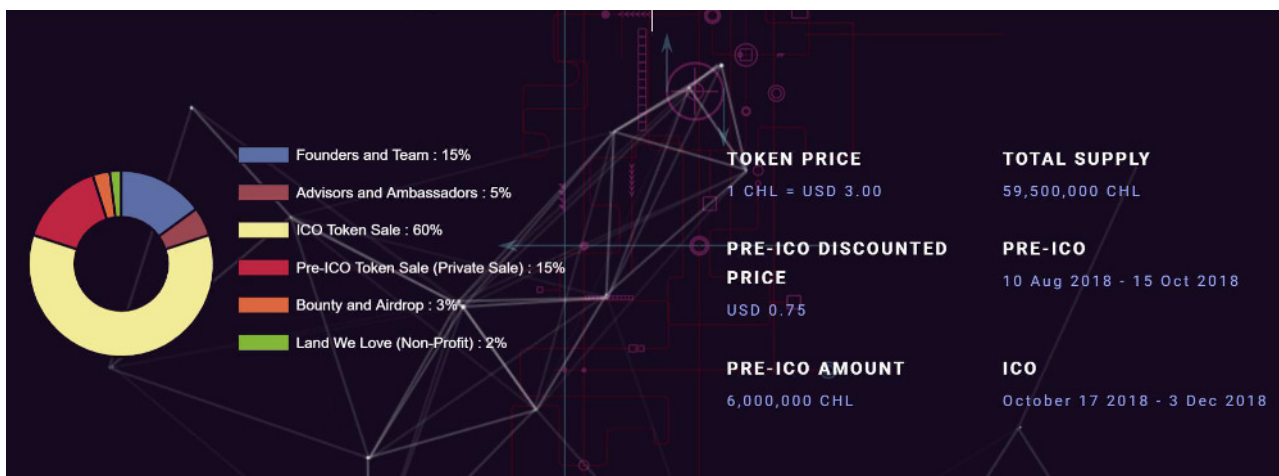 Founders and Team : 15%
Advisors and Ambassadors : 5%
ICO Token Sale : 60%
Pre-ICO Token Sale (Private Sale) : 15%
Bounty and Airdrop : 3%
Land We Love (Non-Profit) : 2%
TOKEN PRICE
1 CHL = USD 3.00
TOTAL SUPPLY
59,500,000 CHL
PRE-ICO DISCOUNTED
PRICE
USD 0.75
PRE-ICO
10 Aug 2018 - 15 Oct 2018
PRE-ICO AMOUNT
6,000,000 CHL
ICO
October 17 2018 - 3 Dec 2018